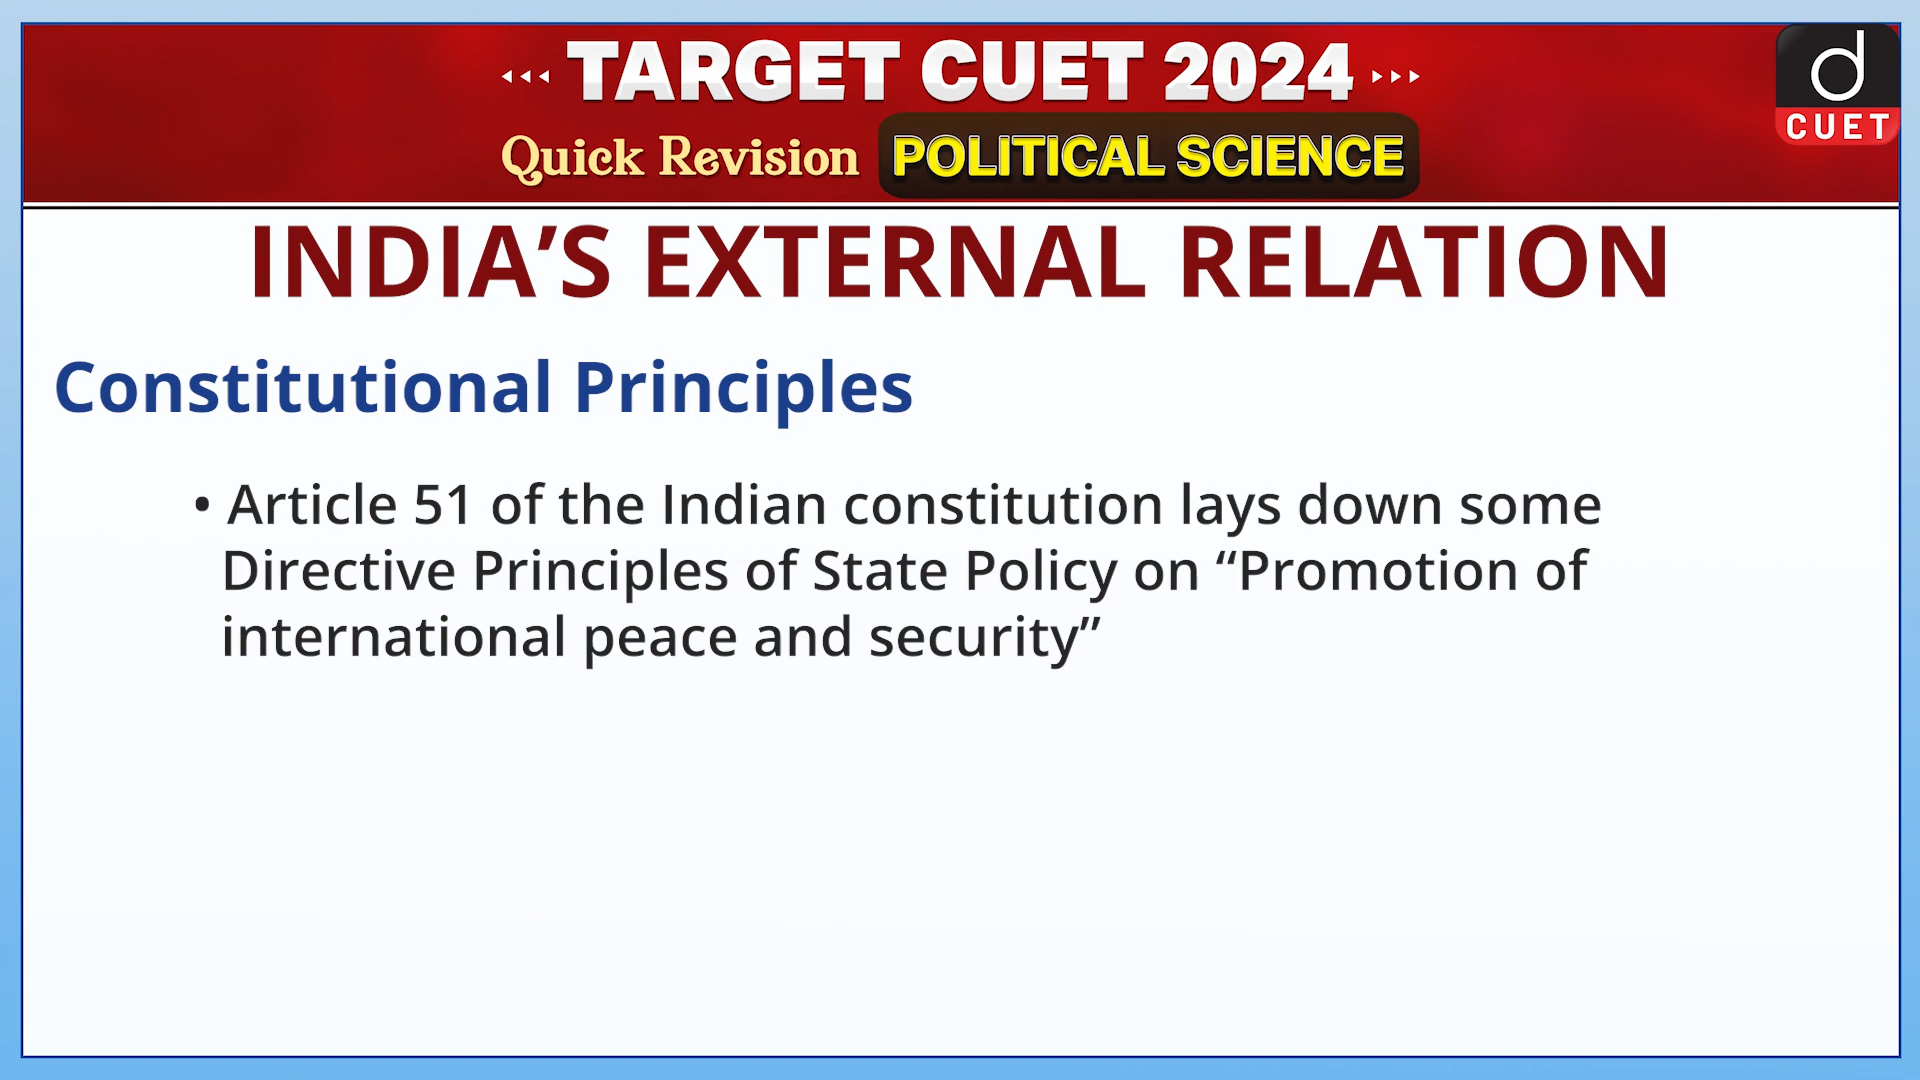 TARGET CUET 2024
Quick Revision POLITICAL SCIENCE
d
CUET
INDIA’S EXTERNAL RELATION
Constitutional Principles
• Article 51 of the Indian constitution lays down some
Directive Principles of State Policy on “Promotion of
international peace and security”